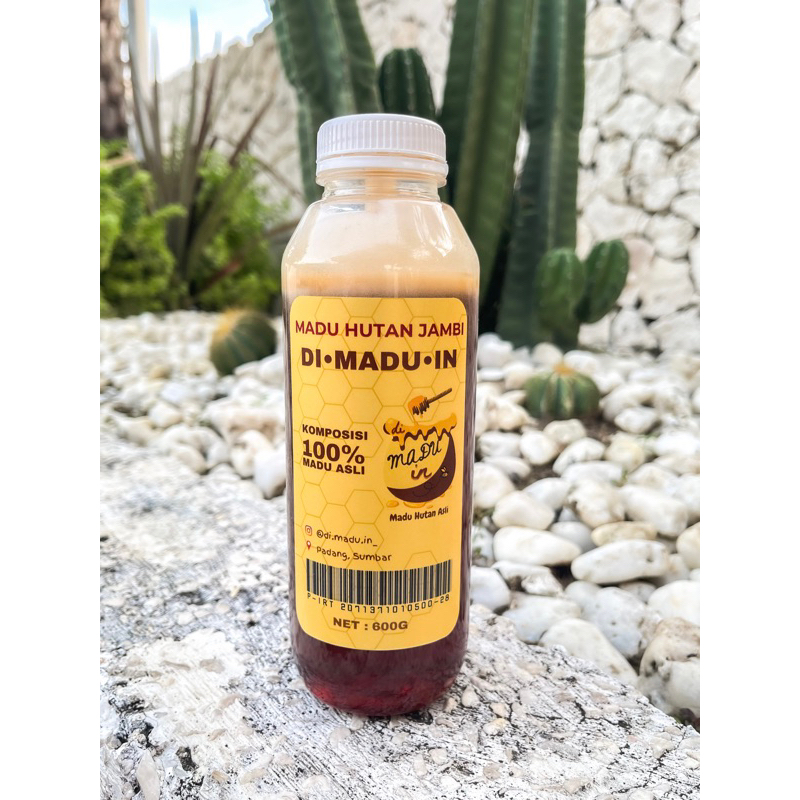 MADU HUTAN JAMBI
DI•MADU•IN
KOMPOSISI
100%
MADU ASLI
di
MADU
in
Madu Hutan Asli
@di.madu.in_
Padang, Sumbar
P-IRT 2071371010500-28
NET : 600G